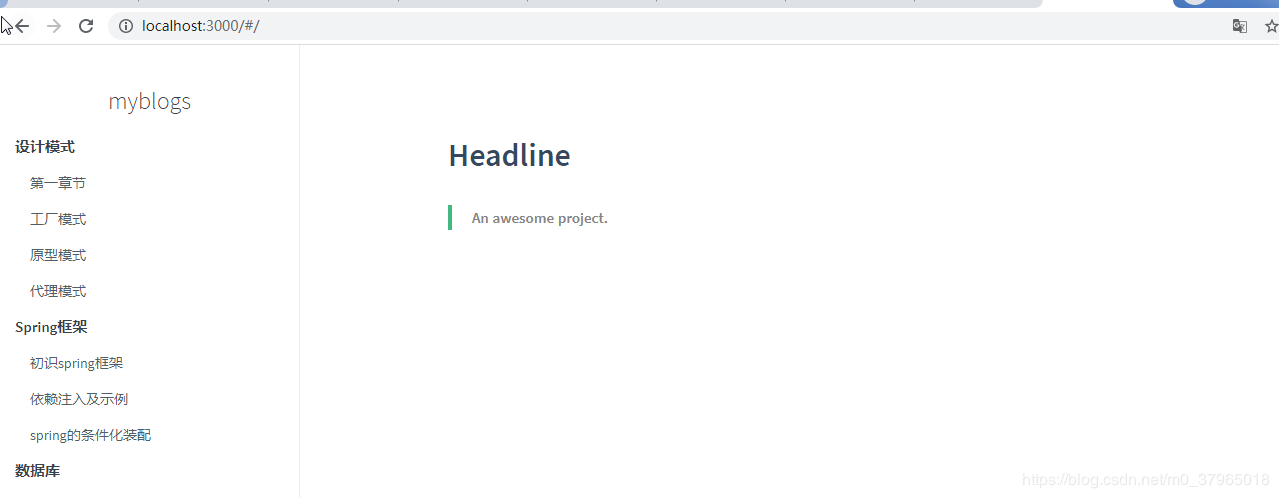 localhost:3000/#/
myblogs
设计模式
第一章节
工厂模式
原型模式
代理模式
Spring框架
初识spring框架
依赖注入及示例
spring的条件化装配
数据库
Headline
An awesome project.
https://blog.csdn.net/m0_37965018